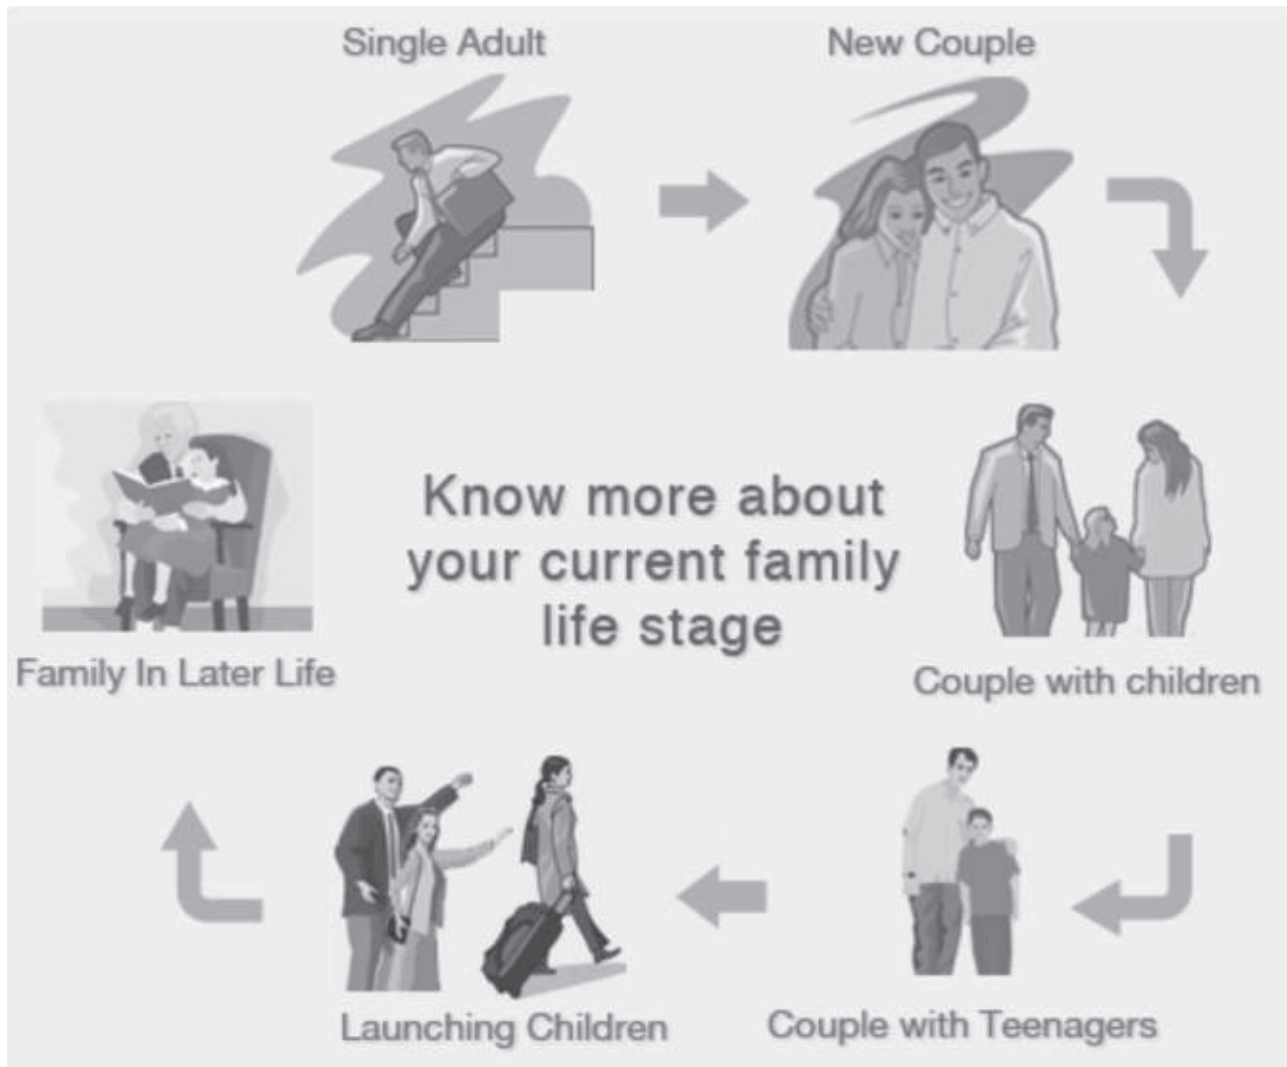 Single Adult
New Couple
Know more about
your current family
life stage
Family In Later Life
Couple with children
Launching Children
Couple with Teenagers